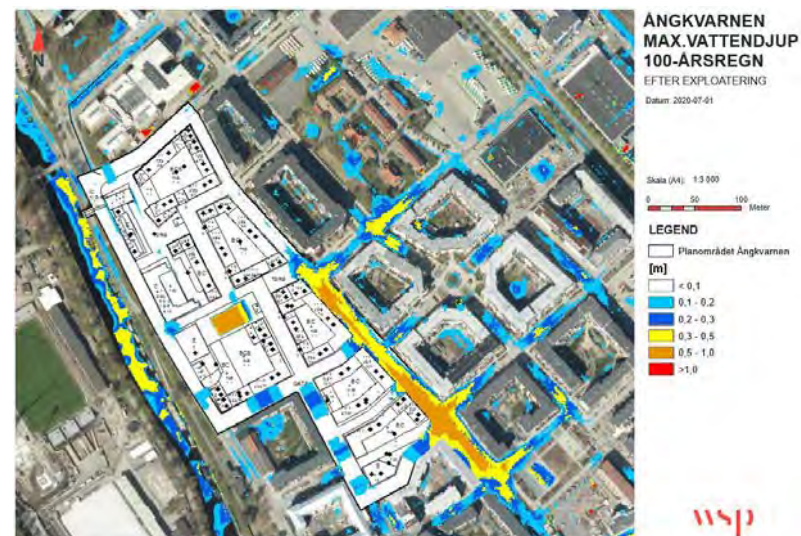 ÅNGKVARNEN
MAX.VATTENDJUP
100-ÅRSREGN
EFTER EXPLOATERING
Datum: 2020-07-01
N
Skala (A4): 1:3 000
0 50 100
Meter
LEGEND
Planområdet Ångkvarnen
[m]
< 0,1
0,1 - 0,2
0,2 - 0,3
0,3 - 0,5
0,5 - 1,0
>1,0
wsp